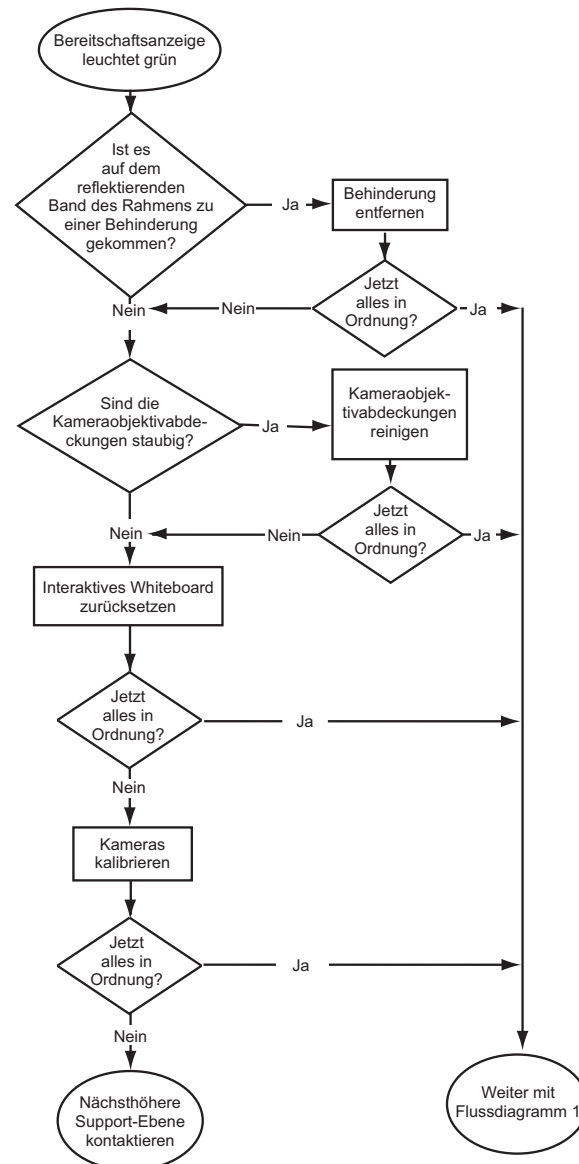 Bereitschaftsanzeige
leuchtet grün
Ist es
auf dem
reflektierenden
Band des Rahmens zu
einer Behinderung
gekommen?
Ja
Behinderung
entfernen
Jetzt
alles in
Ordnung?
Nein
Nein
Ja
Sind die
Kameraobjektivabde-
ckungen staubig?
Ja
Kameraobjek-
tivabdeckungen
reinigen
Jetzt
alles in
Ordnung?
Nein
Nein
Ja
Interaktives Whiteboard
zurücksetzen
Jetzt
alles in
Ordnung?
Ja
Nein
Kameras
kalibrieren
Jetzt
alles in
Ordnung?
Ja
Nein
Nächsthöhere
Support-Ebene
kontaktieren
Weiter mit
Flussdiagramm 1